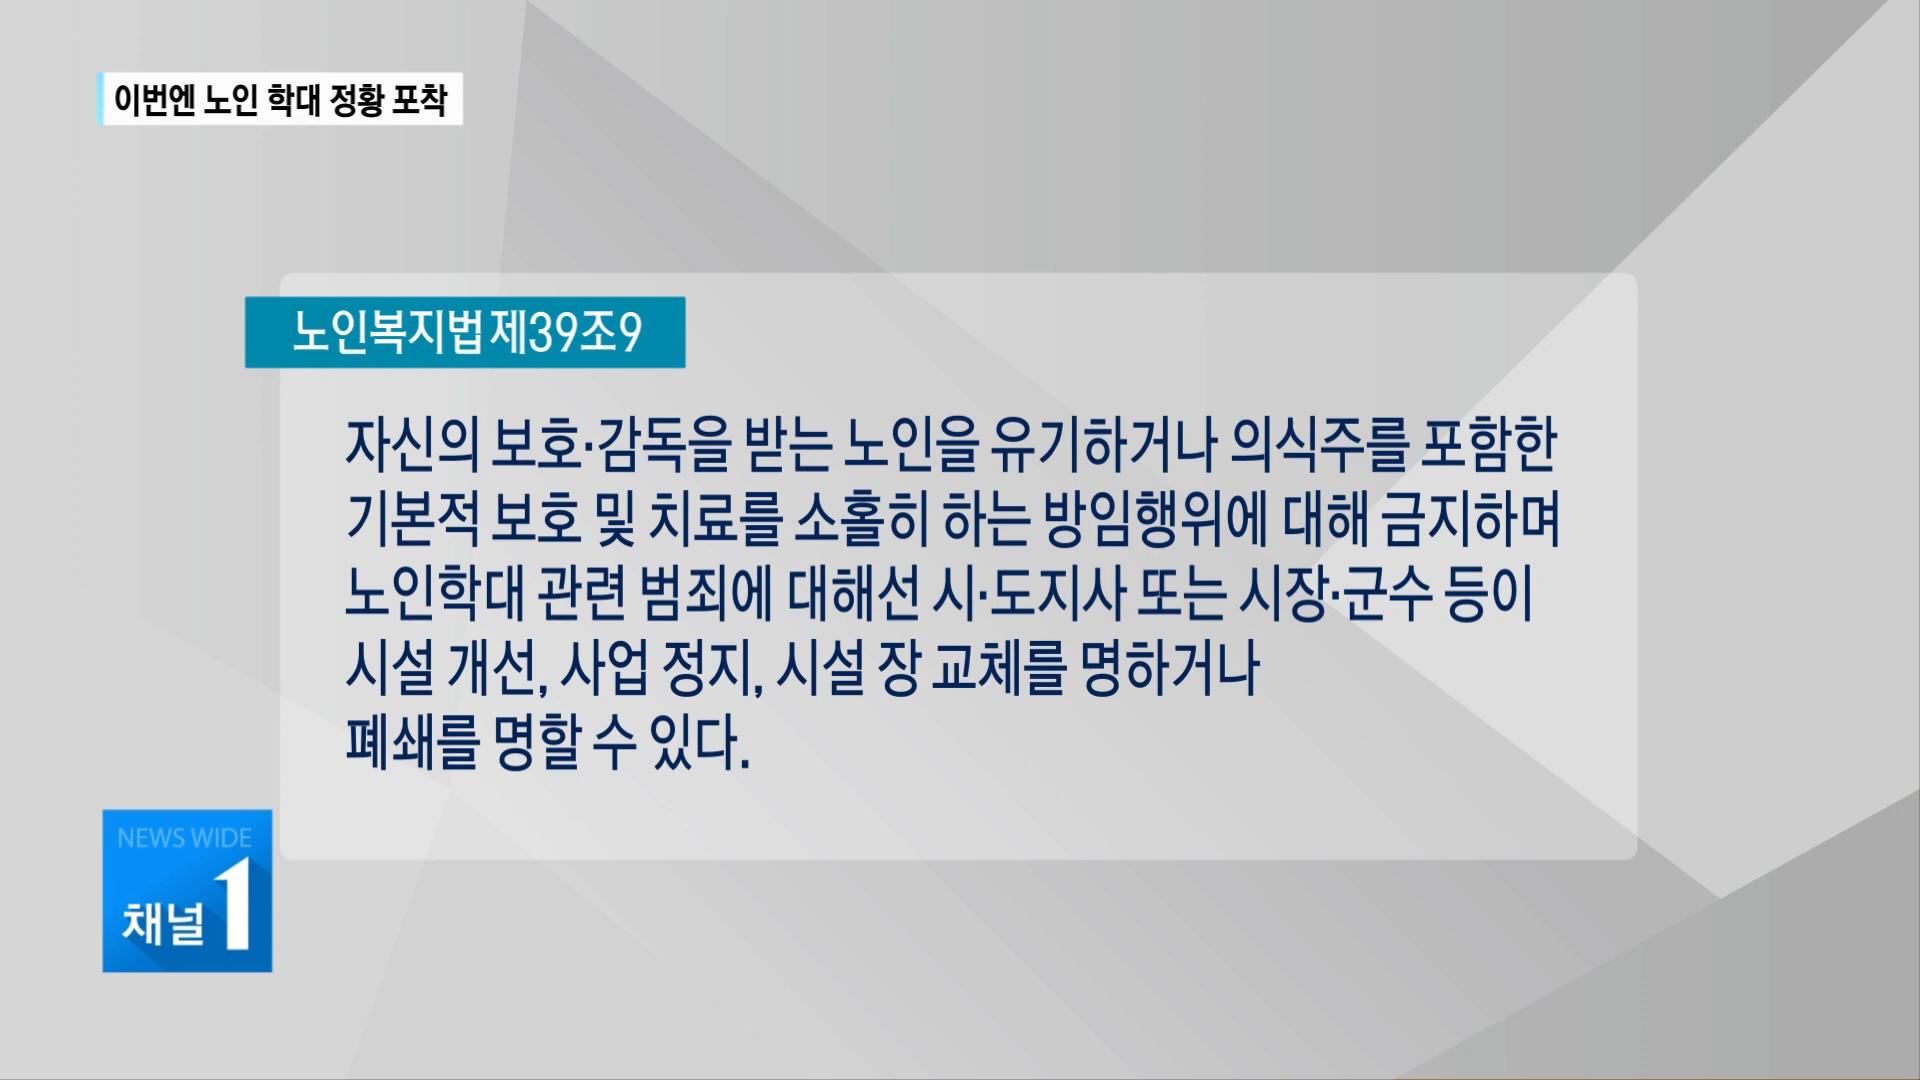 이번엔 노인 학대 정황 포착
노인복지법 제39조9
자신의 보호·감독을 받는 노인을 유기하거나 의식주를 포함한
기본적 보호 및 치료를 소홀히 하는 방임행위에 대해 금지하며
노인학대 관련 범죄에 대해선 시·도지사 또는 시장·군수 등이
시설 개선, 사업 정지, 시설 장 교체를 명하거나
폐쇄를 명할 수 있다.
NEWS WIDE
채널 1